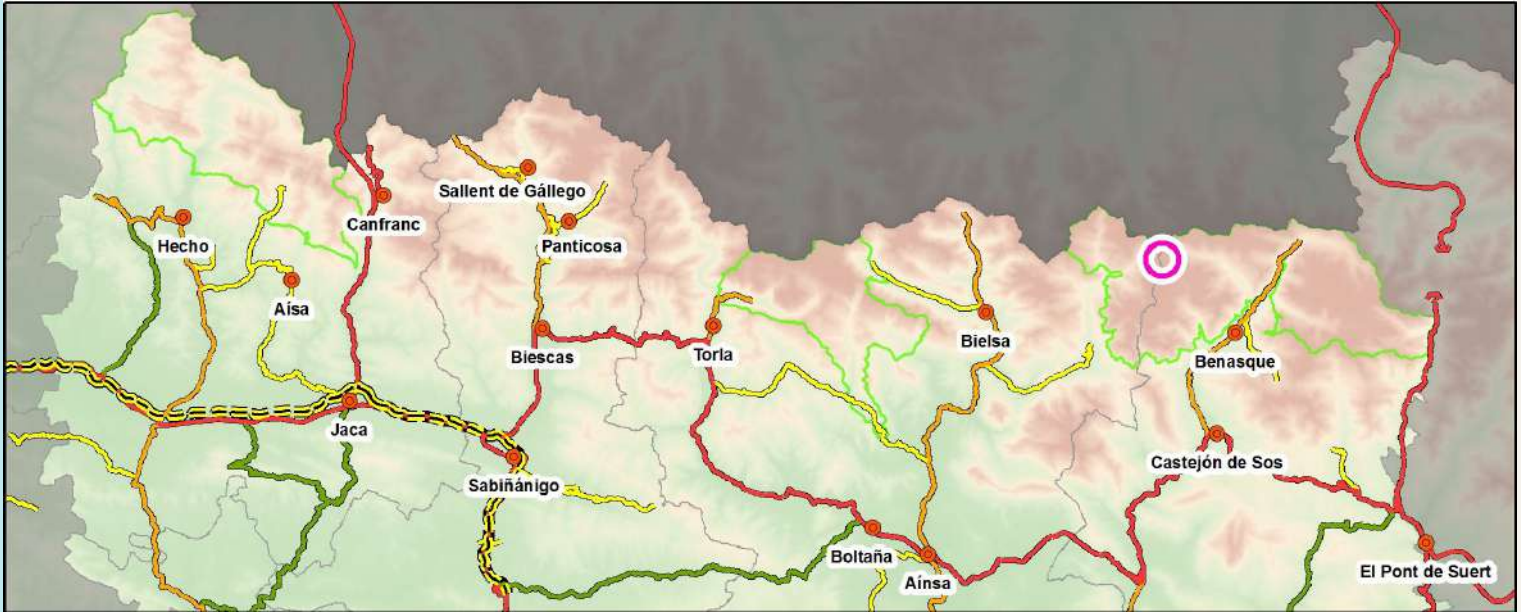 Sallent de Gállego
Canfranc
Hecho
Panticosa
Aísa
Bielsa
Biescas
Torla
Benasque
Jaca
Castejón de Sos
Sabiñánigo
Boltaña
El Pont de Suert
Aínsa